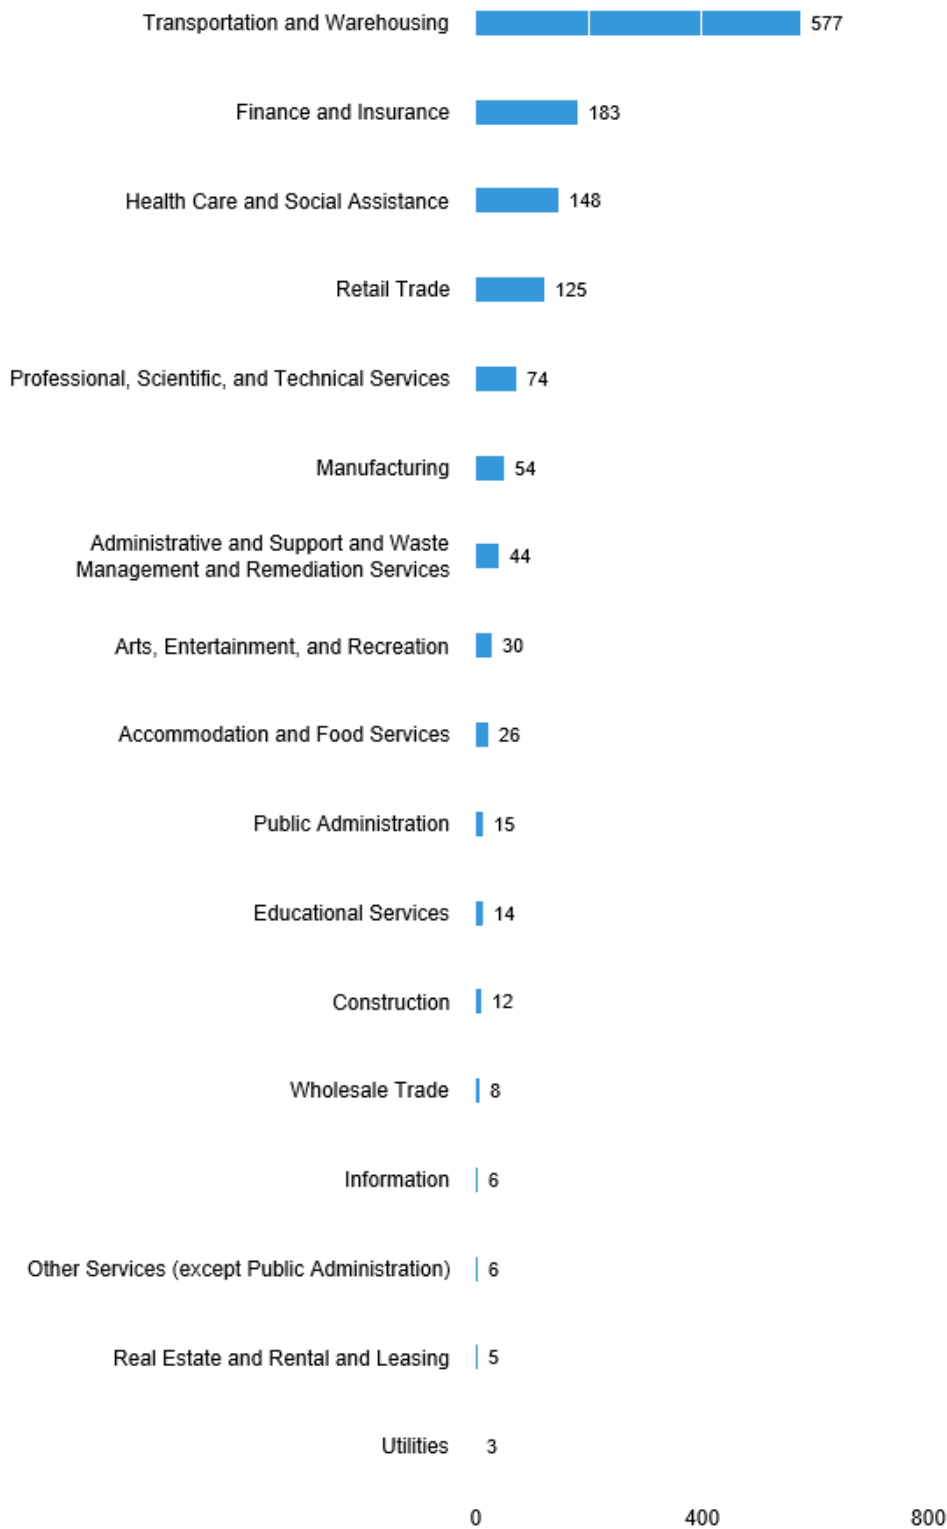 Transportation and Warehousing 577
Finance and Insurance 183
Health Care and Social Assistance 148
Retail Trade 125
Professional, Scientific, and Technical Services 74
Manufacturing 54
Administrative and Support and Waste
Management and Remediation Services 44
Arts, Entertainment, and Recreation 30
Accommodation and Food Services 26
Public Administration 15
Educational Services 14
Construction 12
Wholesale Trade 8
Information 6
Other Services (except Public Administration) 6
Real Estate and Rental and Leasing 5
Utilities 3
0 400 800